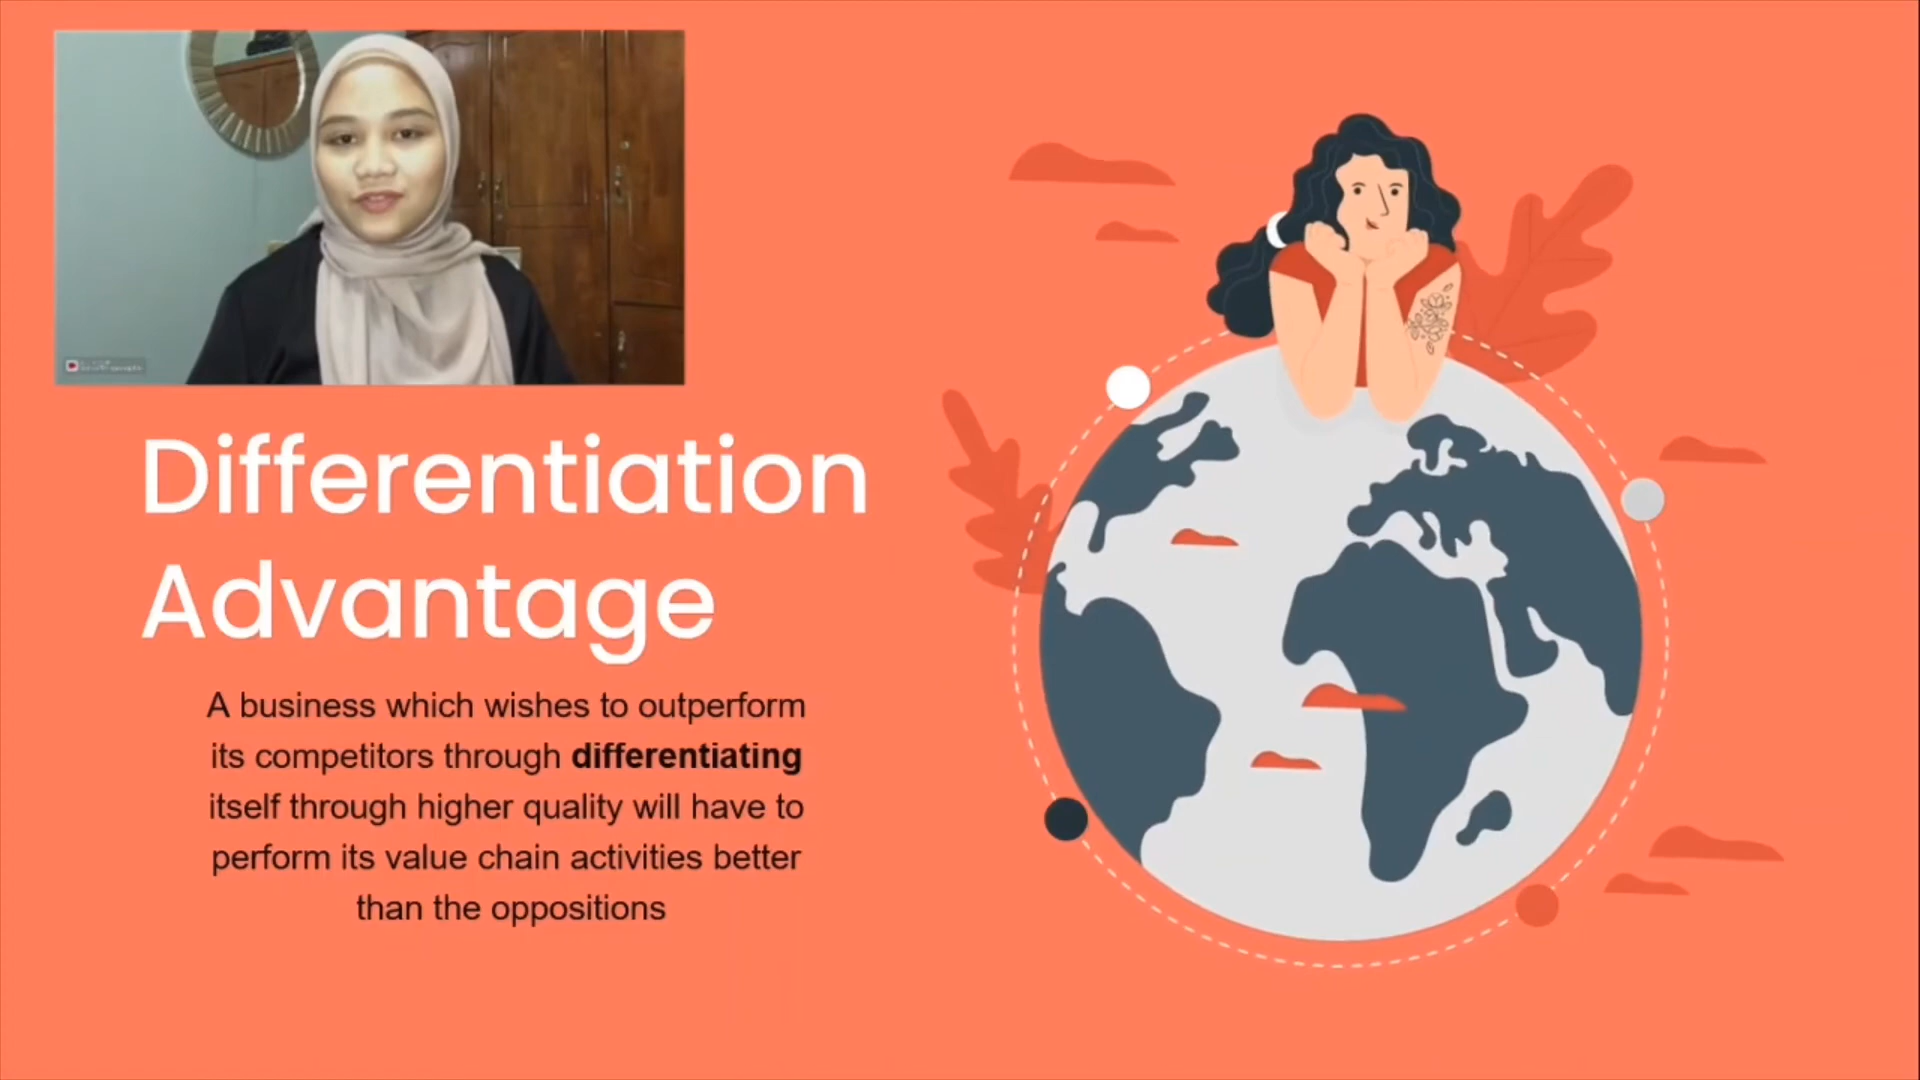 Differentiation
Advantage
A business which wishes to outperform
its competitors through differentiating
itself through higher quality will have to
perform its value chain activities better
than the oppositions